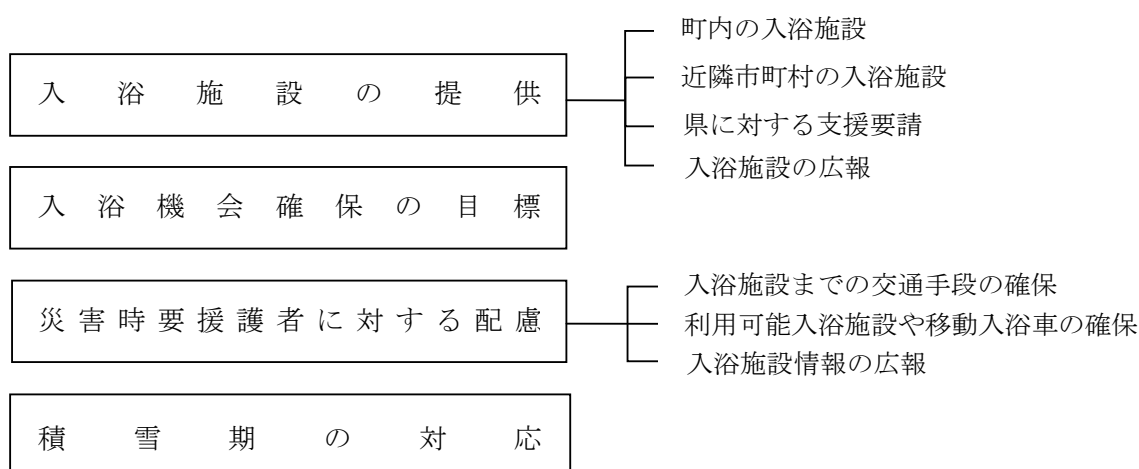 入浴施設の提供
町内の入浴施設
近隣市町村の入浴施設
県に対する支援要請
入浴施設の広報
入浴機会確保の目標
災害時要援護者に対する配慮
入浴施設までの交通手段の確保
利用可能入浴施設や移動入浴車の確保
入浴施設情報の広報
積雪期の対応